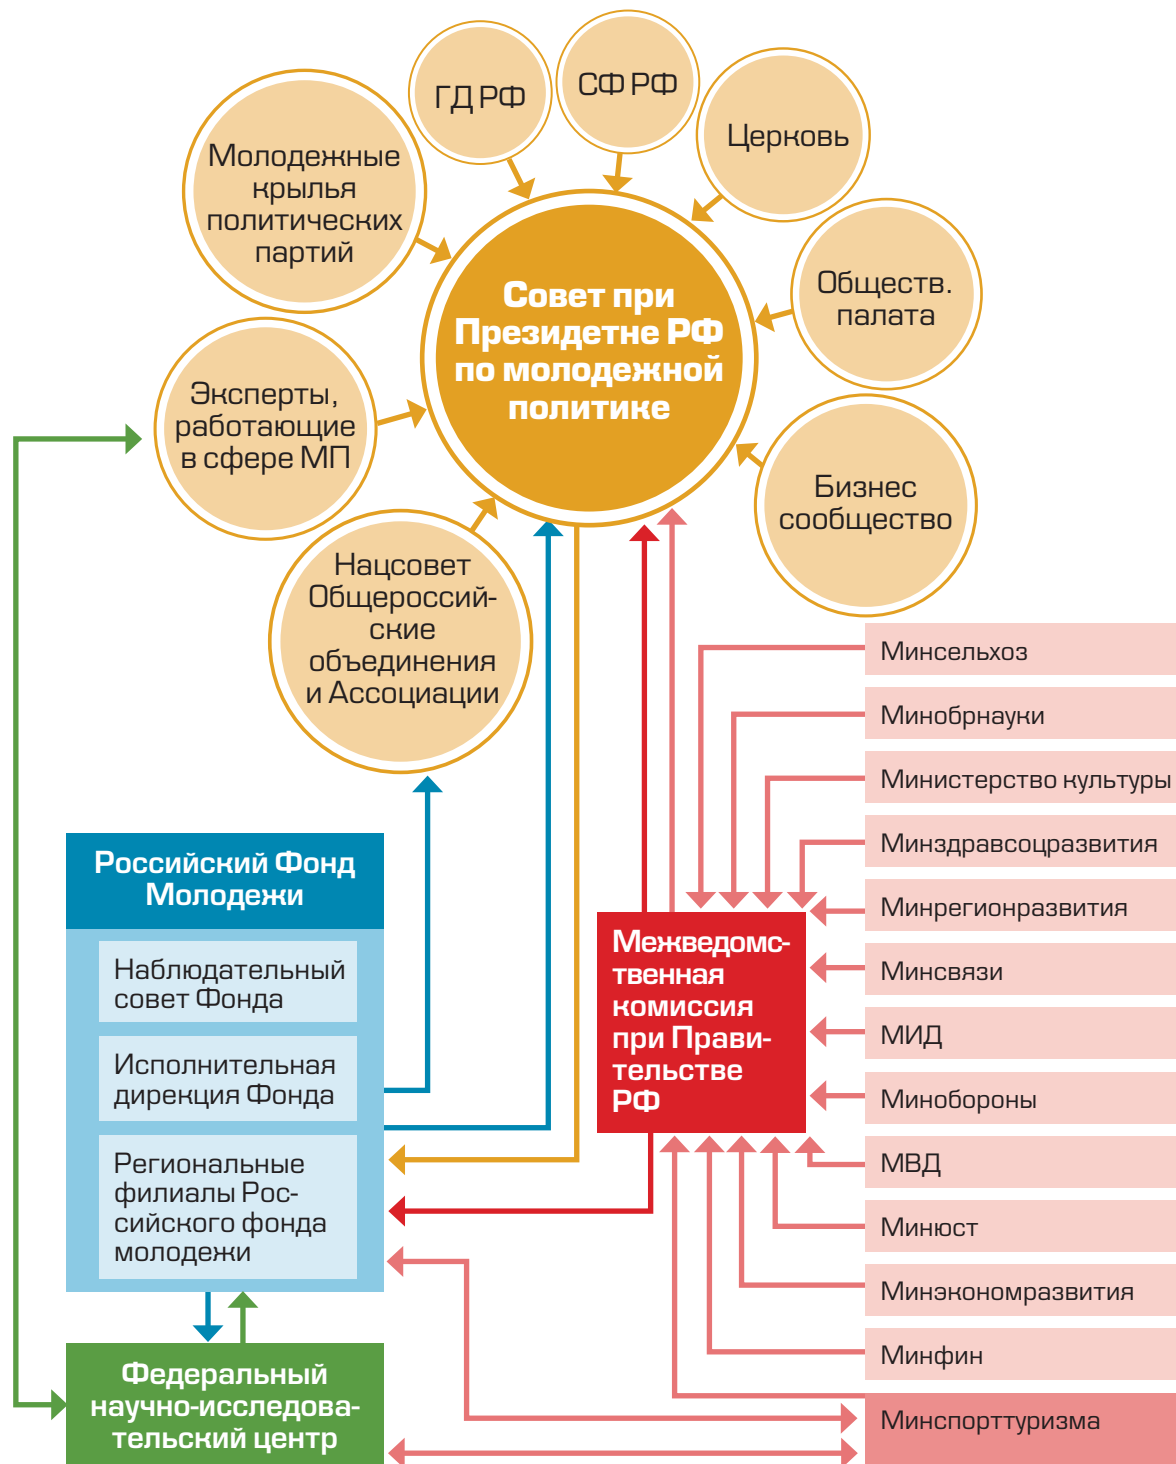 ГД РФ
СФ РФ
Церковь
Молодежные
крылья
политических
партий
Обществ.
палата
Совет при
Президетне РФ
по молодежной
политике
Эксперты,
работающие
в сфере МП
Бизнес
сообщество
Нацсовет
Общероссий-
ские
объединения
и Ассоциации
Минсельхоз
Минобрнауки
Министерство культуры
Минздравсоцразвития
Минрегионразвития
Минсвязи
МИД
Минобороны
МВД
Минюст
Минэкономразвития
Минфин
Минспорттуризма
Межведомс-
твенная
комиссия
при Прави-
тельстве
РФ
Российский Фонд
Молодежи
Наблюдательный
совет Фонда
Исполнительная
дирекция Фонда
Региональные
филиалы Рос-
сийского фонда
молодежи
Федеральный
научно-исследова-
тельский центр